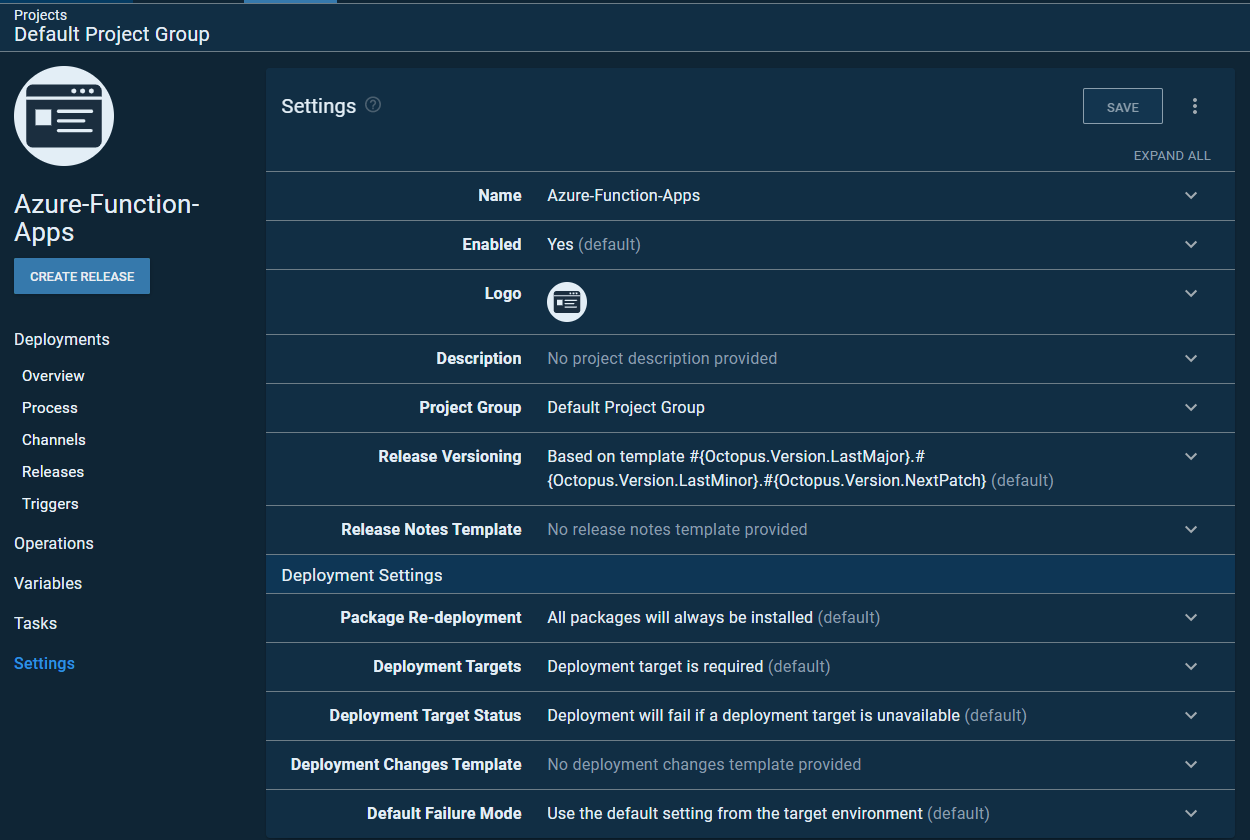 Projects
Default Project Group
Azure-Function-
Apps
CREATE RELEASE
Deployments
Overview
Process
Channels
Releases
Triggers
Operations
Variables
Tasks
Settings
Settings ?
SAVE
EXPAND ALL
Name Azure-Function-Apps
Enabled Yes (default)
Logo
Description No project description provided
Project Group Default Project Group
Release Versioning Based on template #{Octopus.Version.LastMajor}.#
{Octopus.Version.LastMinor}.#{Octopus.Version.NextPatch} (default)
Release Notes Template No release notes template provided
Deployment Settings
Package Re-deployment All packages will always be installed (default)
Deployment Targets Deployment target is required (default)
Deployment Target Status Deployment will fail if a deployment target is unavailable (default)
Deployment Changes Template No deployment changes template provided
Default Failure Mode Use the default setting from the target environment (default)